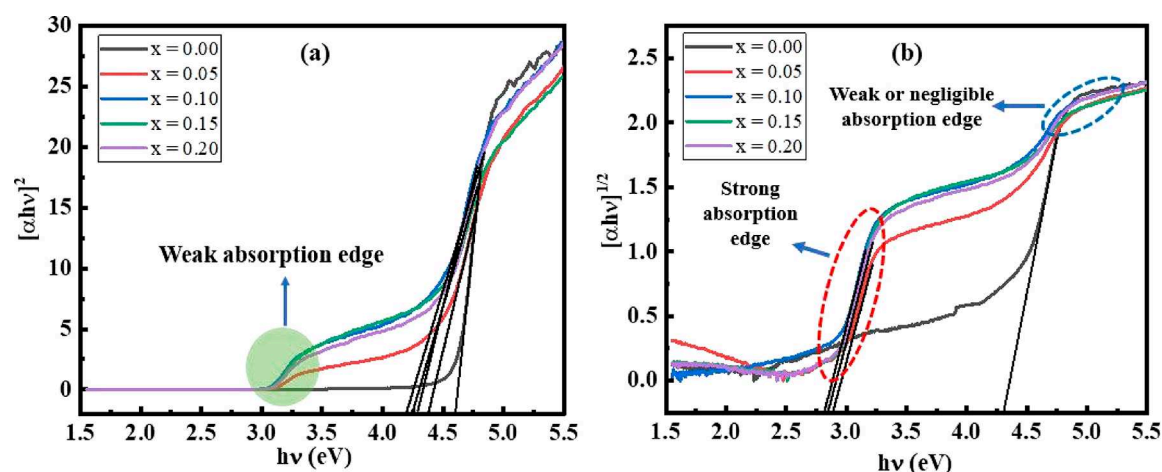 (a)
x = 0.00
x = 0.05
x = 0.10
x = 0.15
x = 0.20
Weak absorption edge
[αhν]²
30
25
20
15
10
5
0
1.5 2.0 2.5 3.0 3.5 4.0 4.5 5.0 5.5
hν (eV)
(b)
x = 0.00
x = 0.05
x = 0.10
x = 0.15
x = 0.20
Weak or negligible
absorption edge
Strong
absorption
edge
[αhν]^1/2
2.5
2.0
1.5
1.0
0.5
0.0
1.5 2.0 2.5 3.0 3.5 4.0 4.5 5.0 5.5
hν (eV)